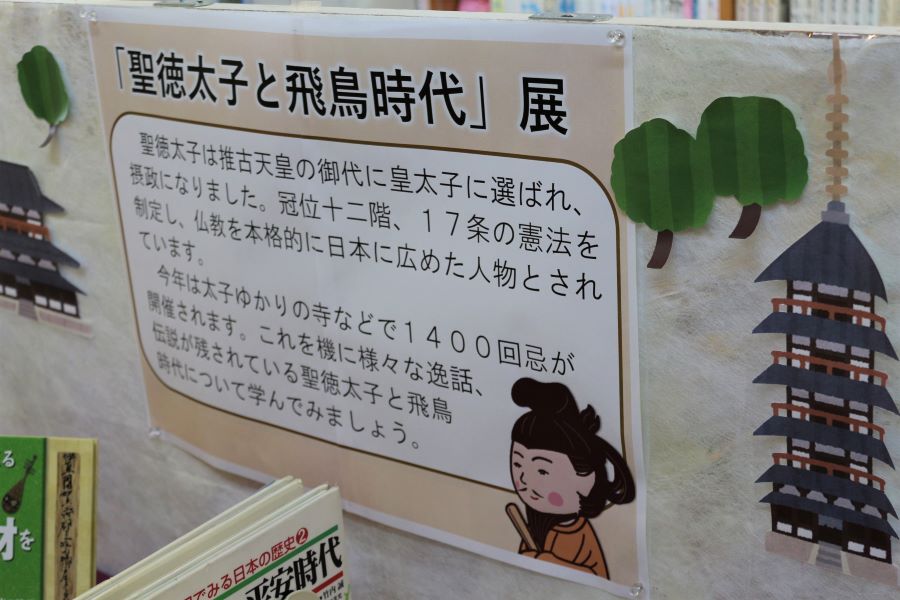 「聖徳太子と飛鳥時代」展
聖徳太子は推古天皇の御代に皇太子に選ばれ、
摂政になりました。冠位十二階、１７条の憲法を
制定し、仏教を本格的に日本に広めた人物とされ
ています。
今年は太子ゆかりの寺などで１４００回忌が
開催されます。これを機に様々な逸話、
伝説が残されている聖徳太子と飛鳥
時代について学んでみましょう。
る
オを
でみる日本の歴史2
平安時代
竹内誠